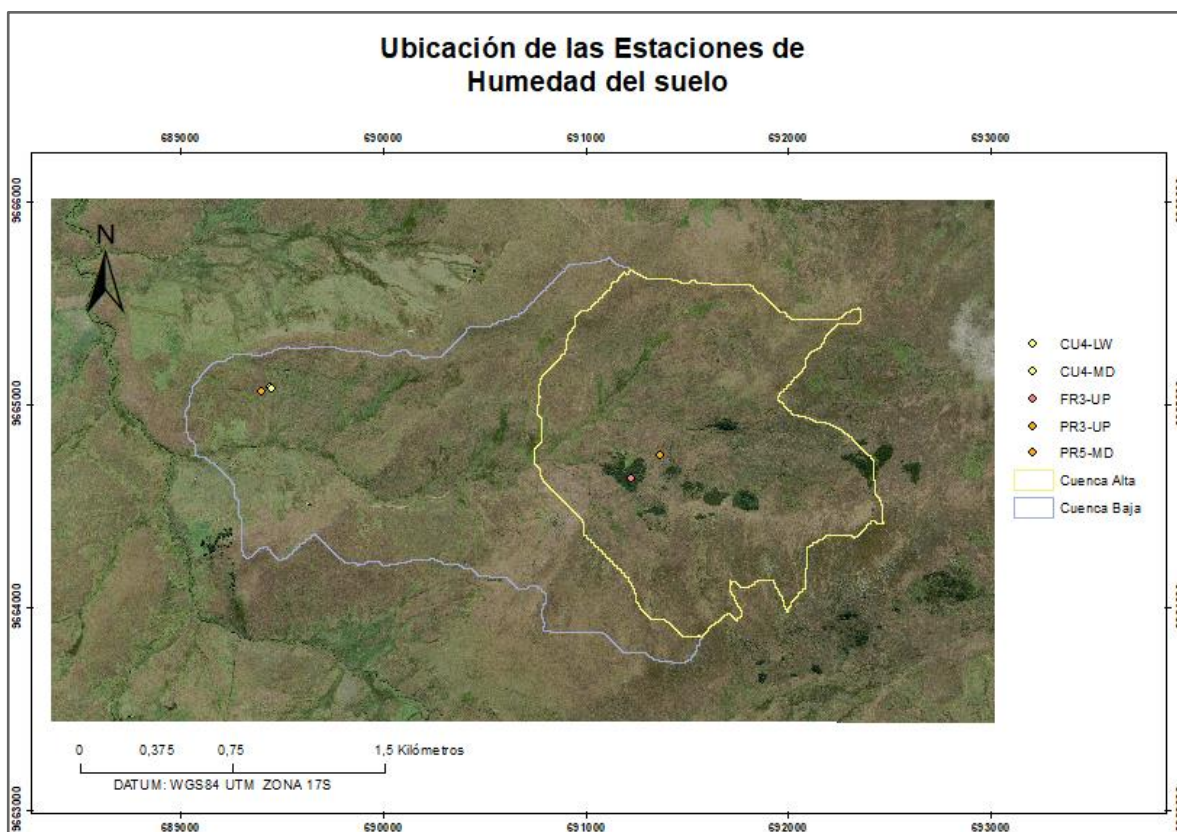 Ubicación de las Estaciones de
Humedad del suelo
689000
690000
691000
692000
693000
9666000
N
CU4-LW
CU4-MD
9665000
FR3-UP
PR3-UP
PR5-MD
Cuenca Alta
Cuenca Baja
9664000
0
0,375
0,75
1,5 Kilómetros
DATUM: WGS84 UTM ZONA 17S
9663000
689000
690000
691000
692000
693000